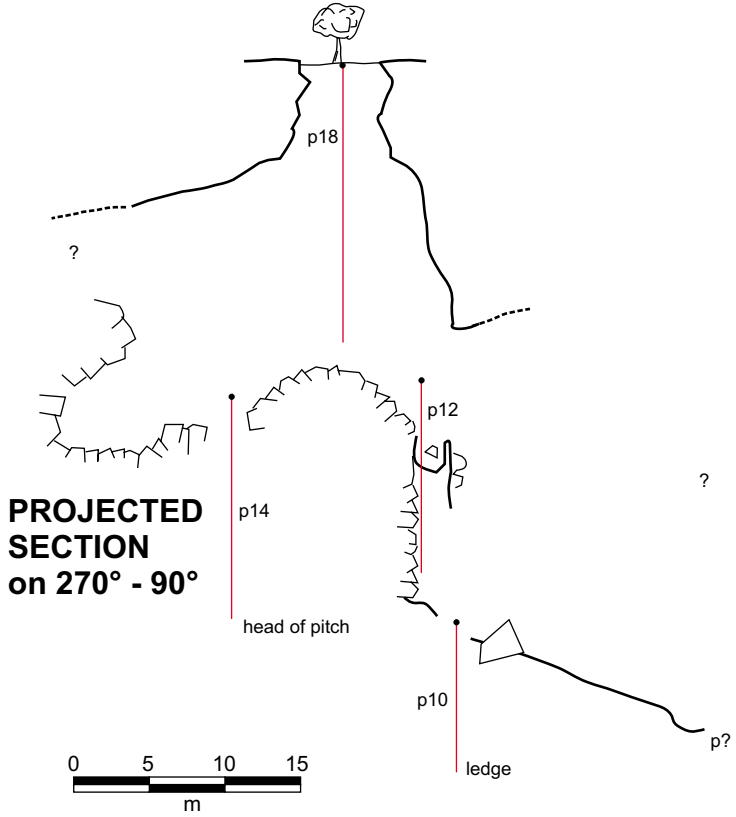 p18
?
p12
?
PROJECTED
SECTION
on 270° - 90°
p14
head of pitch
p10
p?
ledge
0 5 10 15
m